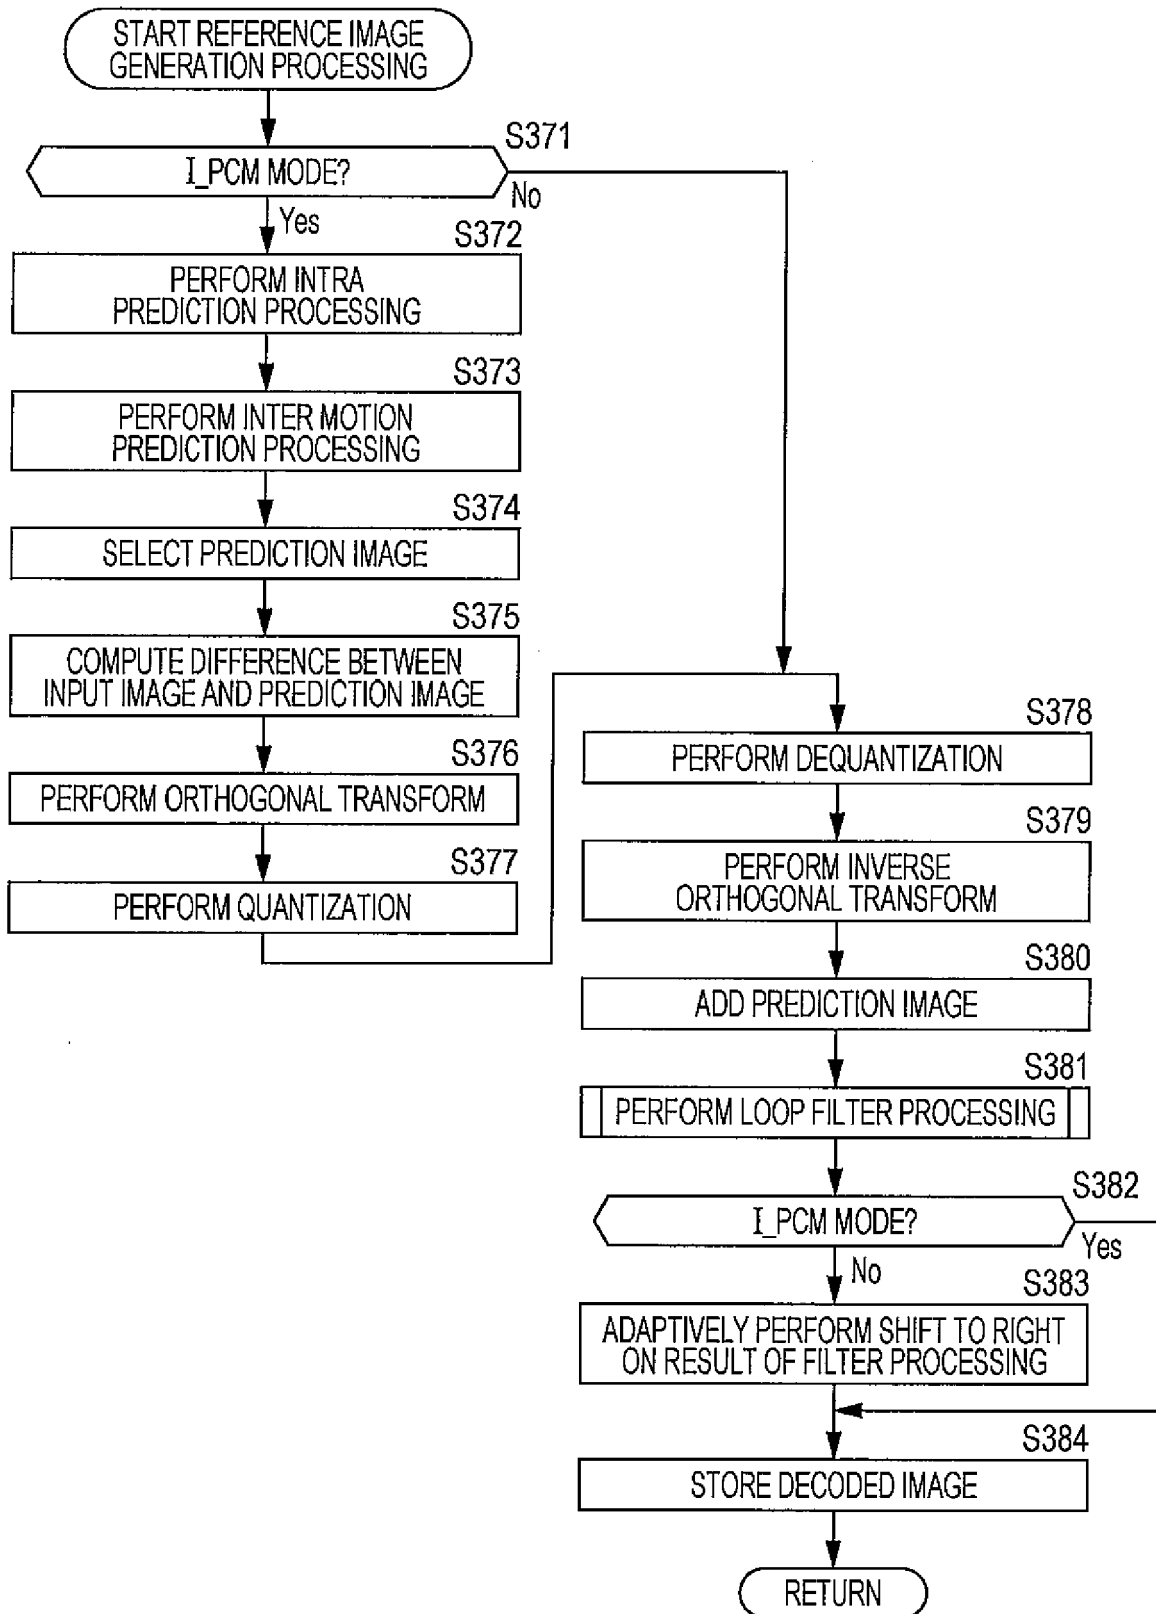 START REFERENCE IMAGE
GENERATION PROCESSING
S371
I_PCM MODE?
No
Yes
S372
PERFORM INTRA
PREDICTION PROCESSING
S373
PERFORM INTER MOTION
PREDICTION PROCESSING
S374
SELECT PREDICTION IMAGE
S375
COMPUTE DIFFERENCE BETWEEN
INPUT IMAGE AND PREDICTION IMAGE
S376
PERFORM ORTHOGONAL TRANSFORM
S377
PERFORM QUANTIZATION
S378
PERFORM DEQUANTIZATION
S379
PERFORM INVERSE
ORTHOGONAL TRANSFORM
S380
ADD PREDICTION IMAGE
S381
PERFORM LOOP FILTER PROCESSING
S382
I_PCM MODE?
Yes
No
S383
ADAPTIVELY PERFORM SHIFT TO RIGHT
ON RESULT OF FILTER PROCESSING
S384
STORE DECODED IMAGE
RETURN